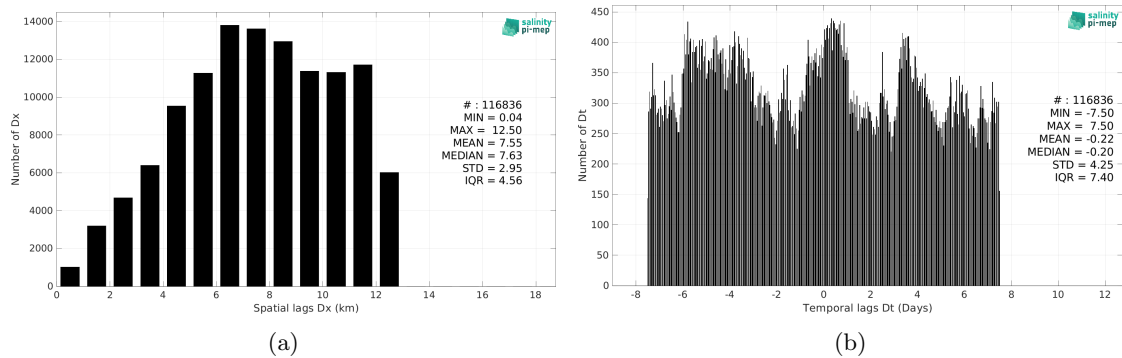 14000
12000
10000
8000
6000
4000
2000
0
Number of Dx
0 2 4 6 8 10 12 14 16 18
Spatial lags Dx (km)
salinity
pi-mep
# : 116836
MIN = 0.04
MAX = 12.50
MEAN = 7.55
MEDIAN = 7.63
STD = 2.95
IQR = 4.56
(a)
450
400
350
300
250
200
150
100
50
0
Number of Dt
-8 -6 -4 -2 0 2 4 6 8 10 12
Temporal lags Dt (Days)
salinity
pi-mep
# : 116836
MIN = -7.50
MAX = 7.50
MEAN = -0.22
MEDIAN = -0.20
STD = 4.25
IQR = 7.40
(b)